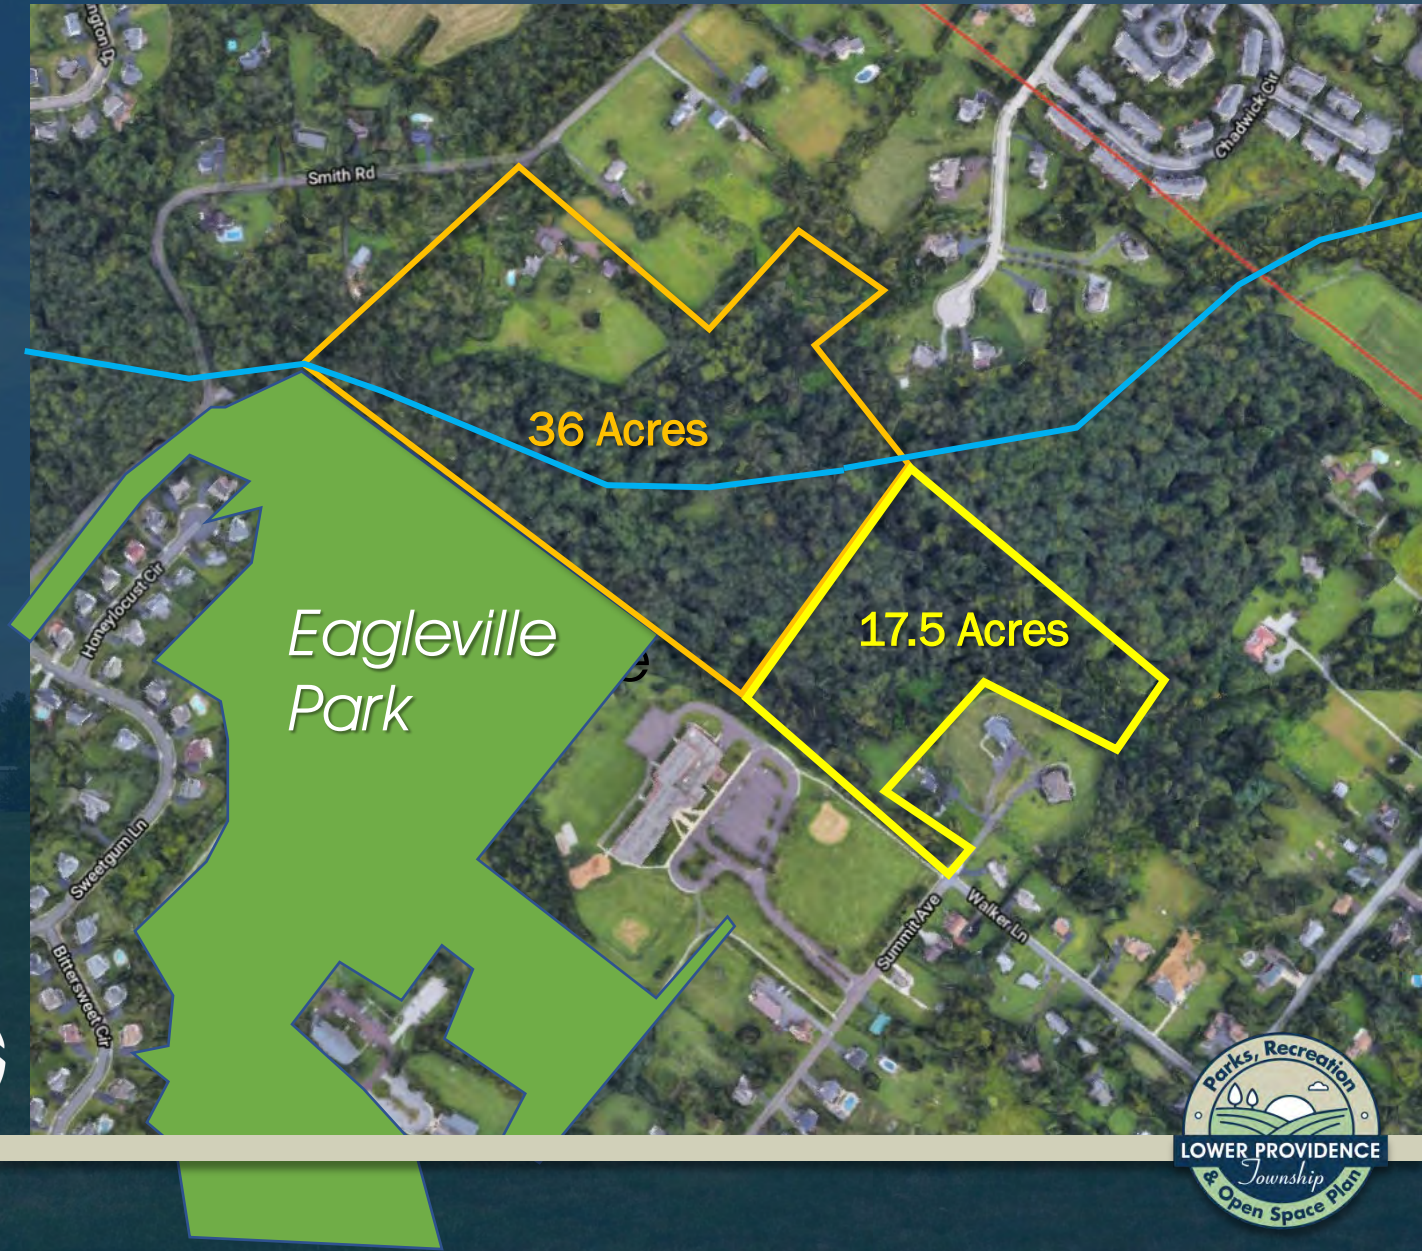 Smith Rd
Chadwick Cir
36 Acres
17.5 Acres
Honeylocust Cir
Eagleville
Park
Sweetgum Ln
Bittersweet Cir
Summit Ave
Walker Ln
Parks, Recreation
LOWER PROVIDENCE
Township
& Open Space Plan